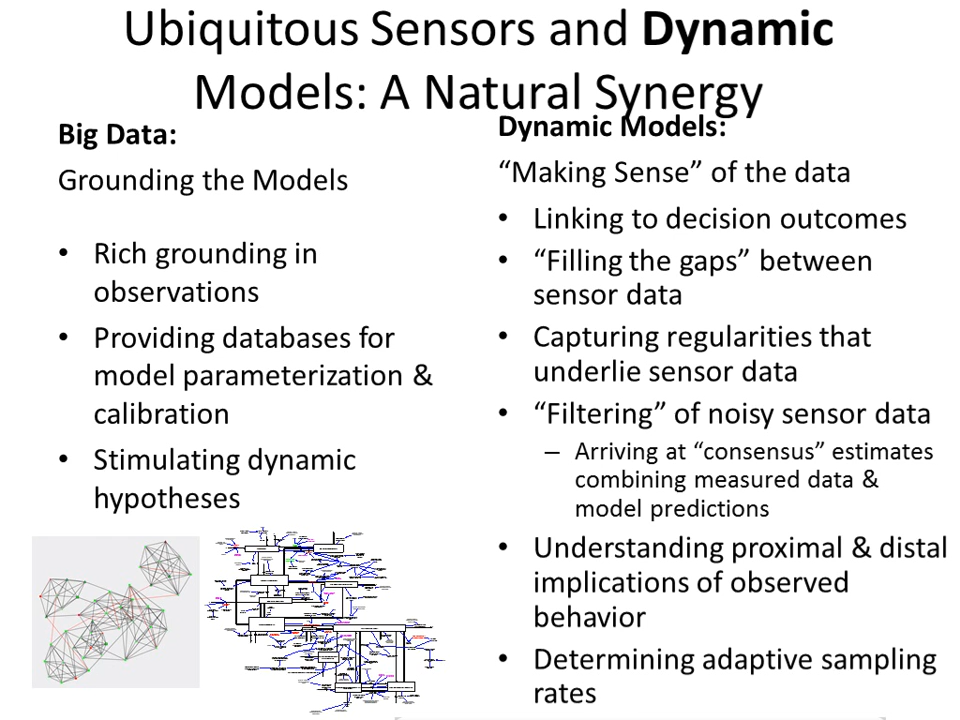 Ubiquitous Sensors and Dynamic
Models: A Natural Synergy
Big Data:
Grounding the Models
• Rich grounding in
observations
• Providing databases for
model parameterization &
calibration
• Stimulating dynamic
hypotheses
Dynamic Models:
“Making Sense” of the data
• Linking to decision outcomes
• “Filling the gaps” between
sensor data
• Capturing regularities that
underlie sensor data
• “Filtering” of noisy sensor data
– Arriving at “consensus” estimates
combining measured data &
model predictions
• Understanding proximal & distal
implications of observed
behavior
• Determining adaptive sampling
rates